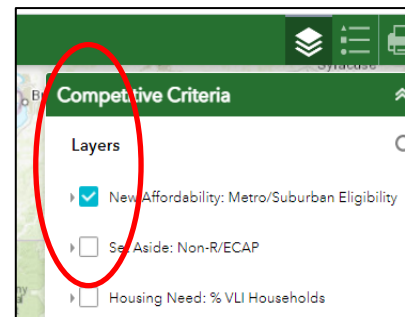 Syracuse
Competitive Criteria
Layers
New Affordability: Metro/Suburban Eligibility
Set Aside: Non-R/ECAP
Housing Need: % VLI Households